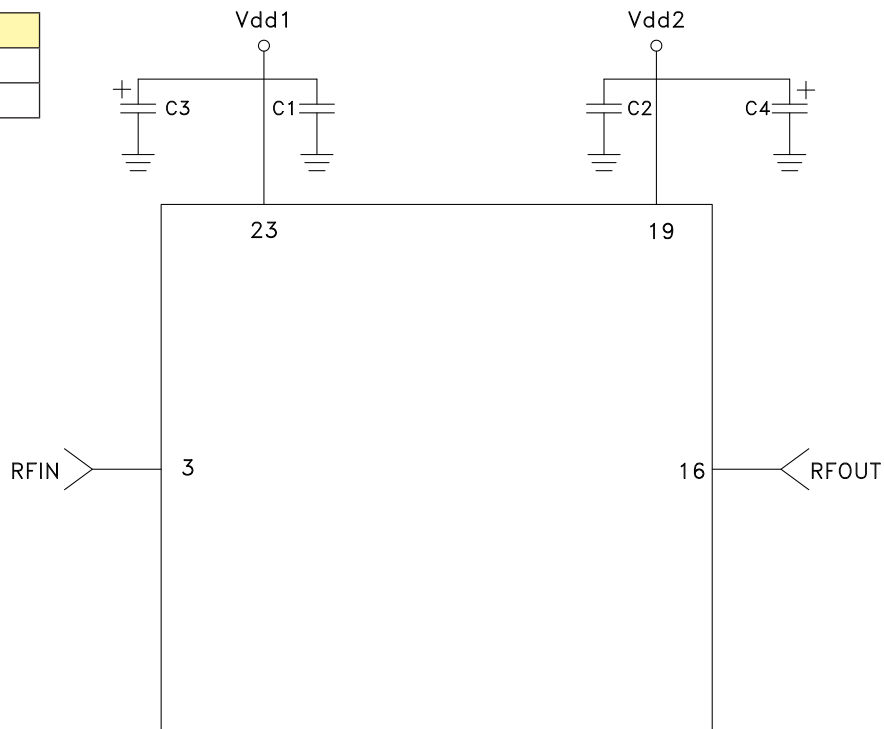 Vdd1 Vdd2
+ C3 C1 C2 C4 +
23 19
RFIN 3 16 RFOUT